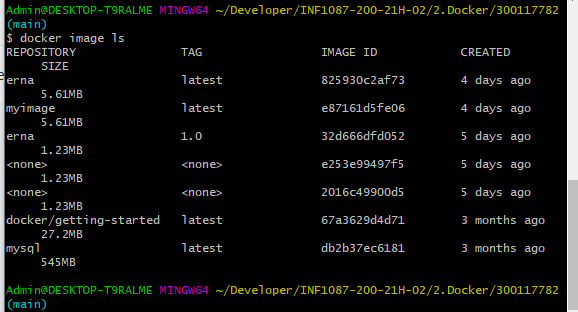 Admin@DESKTOP-T9RALME MINGW64 ~/Developer/INF1087-200-21H-02/2.Docker/300117782
(main)
$ docker image ls
REPOSITORY TAG IMAGE ID CREATED
SIZE
erna latest 825930c2af73 4 days ago
5.61MB
myimage latest e87161d5fe06 4 days ago
5.61MB
erna 1.0 32d666dfd052 5 days ago
1.23MB
<none> <none> e253e99497f5 5 days ago
1.23MB
<none> <none> 2016c49900d5 5 days ago
1.23MB
docker/getting-started latest 67a3629d4d71 3 months ago
27.2MB
mysql latest db2b37ec6181 3 months ago
545MB
Admin@DESKTOP-T9RALME MINGW64 ~/Developer/INF1087-200-21H-02/2.Docker/300117782
(main)